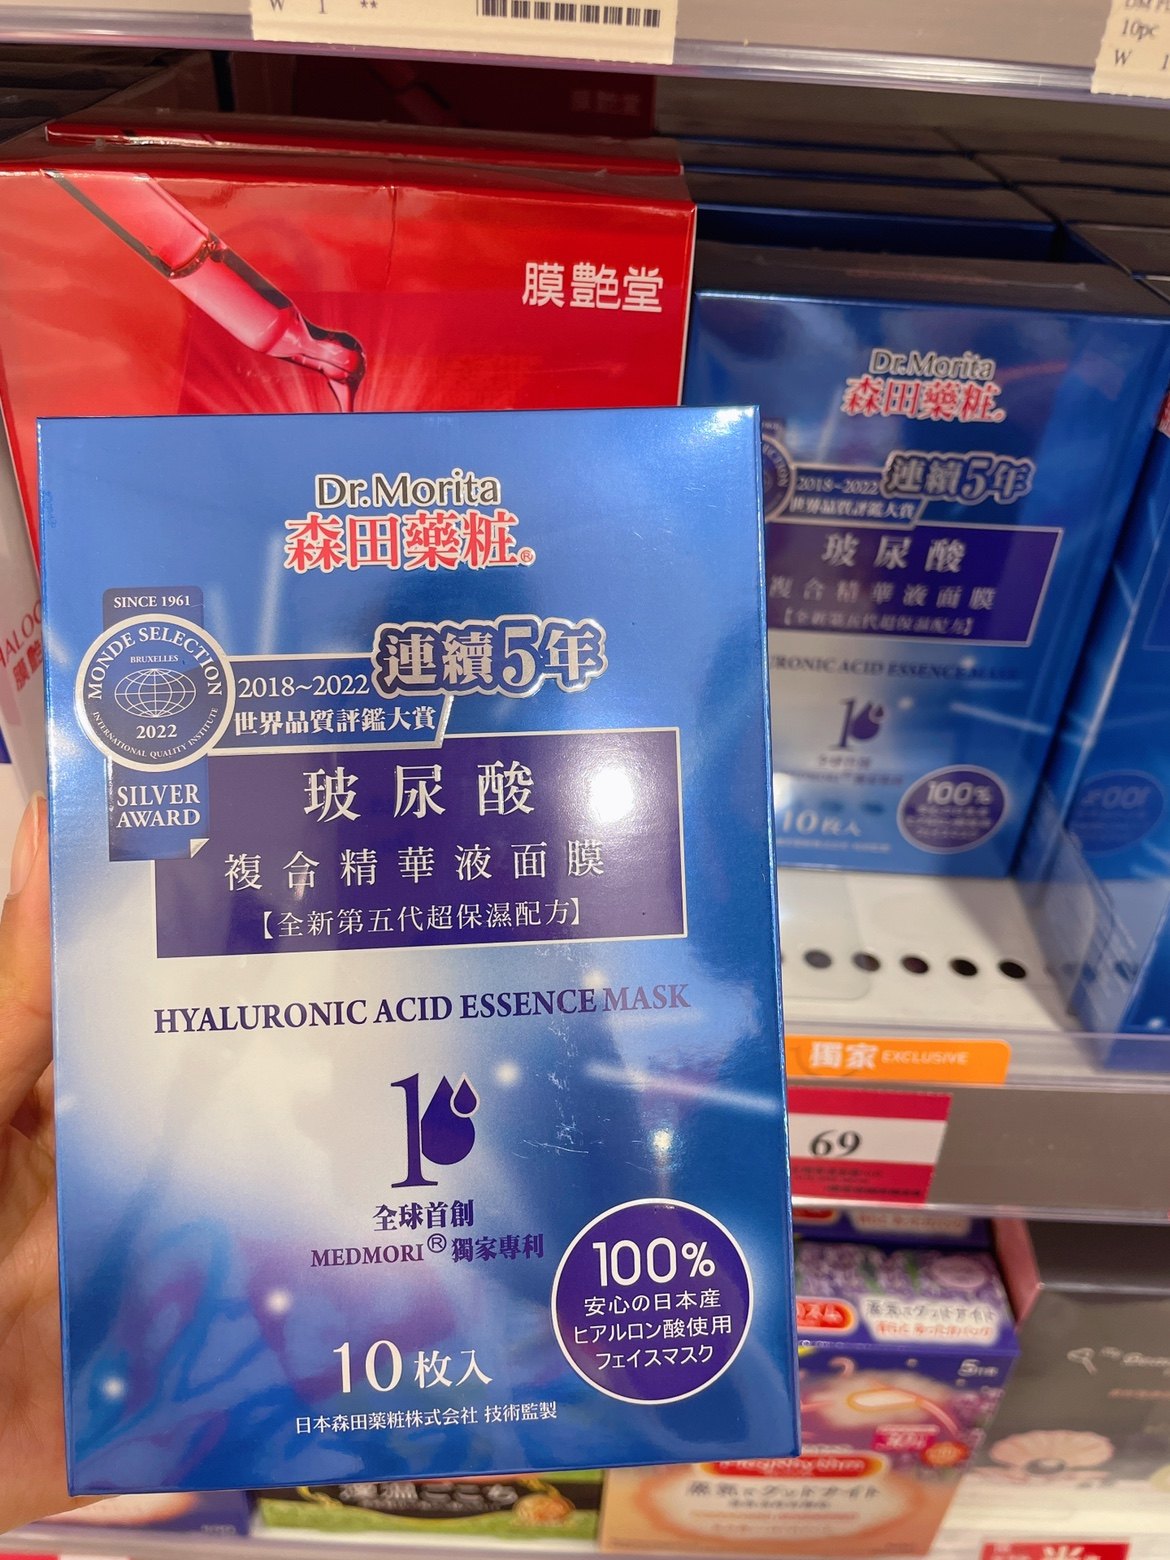 W 1 **
10pc
W 1
膜艷堂
Dr.Morita
森田藥粧®
SINCE 1961
MONDE SELECTION
BRUXELLES
2022
INTERNATIONAL QUALITY INSTITUTE
SILVER
AWARD
2018~2022 連續5年
世界品質評鑑大賞
玻尿酸
複合精華液面膜
【全新第五代超保濕配方】
HYALURONIC ACID ESSENCE MASK
全球首創
MEDMORI®獨家專利
100%
安心の日本産
ヒアルロン酸使用
フェイスマスク
10枚入
日本森田薬粧株式会社 技術監製
Dr.Morita
森田藥粧
2018~2022 連續5年
世界品質評鑑大賞
玻尿酸
複合精華液面膜
【全新第五代超保濕配方】
RONIC ACID ESSENCE MASK
100%
10枚入
獨家 EXCLUSIVE
69